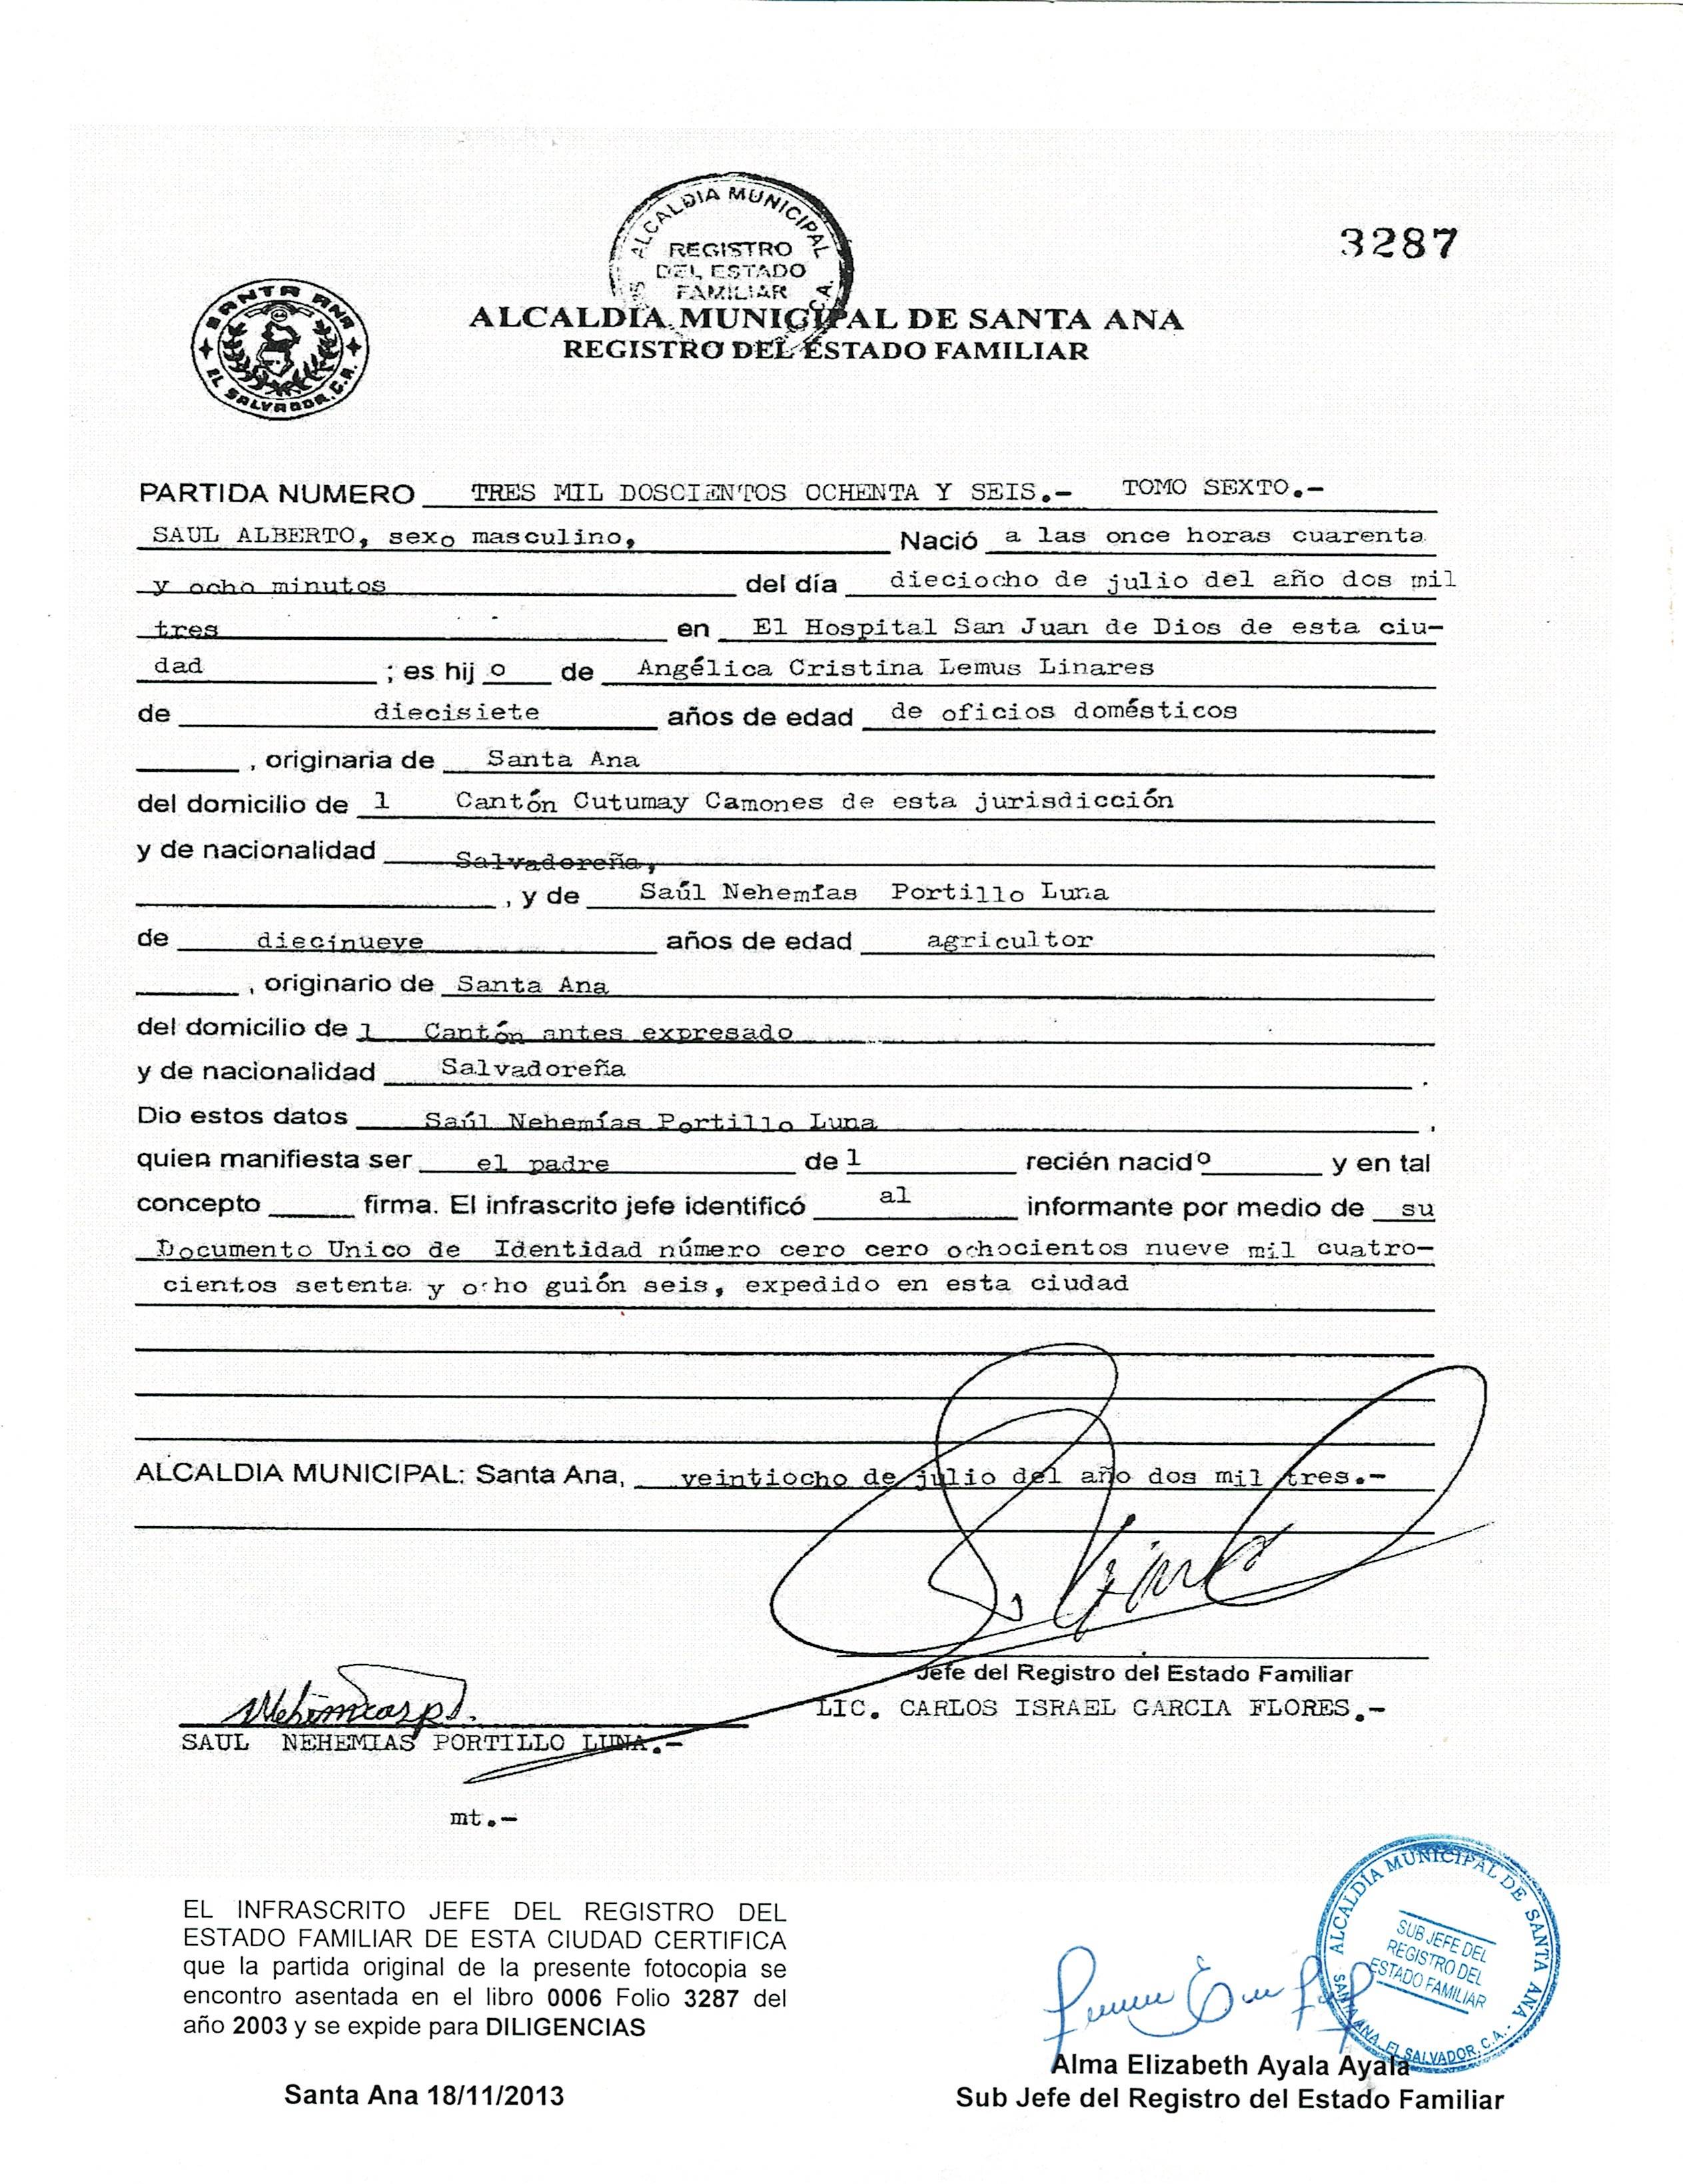 ALCALDIA MUNICIPAL
REGISTRO
DEL ESTADO
FAMILIAR
C.A.
3287
SANTA ANA
EL SALVADOR, C.A.
ALCALDIA MUNICIPAL DE SANTA ANA
REGISTRO DEL ESTADO FAMILIAR
PARTIDA NUMERO TRES MIL DOSCIENTOS OCHENTA Y SEIS.- TOMO SEXTO.-
SAUL ALBERTO, sexo masculino, Nació a las once horas cuarenta
y ocho minutos del día dieciocho de julio del año dos mil
tres en El Hospital San Juan de Dios de esta ciu-
dad ; es hij o de Angélica Cristina Lemus Linares
de diecisiete años de edad de oficios domésticos
, originaria de Santa Ana
del domicilio de l Cantón Cutumay Camones de esta jurisdicción
y de nacionalidad Salvadoreña,
, y de Saúl Nehemías Portillo Luna
de diecinueve años de edad agricultor
, originario de Santa Ana
del domicilio de l Cantón antes expresado
y de nacionalidad Salvadoreña .
Dio estos datos Saúl Nehemías Portillo Luna ,
quien manifiesta ser el padre de l recién nacido y en tal
concepto firma. El infrascrito jefe identificó al informante por medio de su
Documento Unico de Identidad número cero cero ochocientos nueve mil cuatro-
cientos setenta y ocho guión seis, expedido en esta ciudad
ALCALDIA MUNICIPAL: Santa Ana, veintiocho de julio del año dos mil tres.-
Jefe del Registro del Estado Familiar
LIC. CARLOS ISRAEL GARCIA FLORES.-
SAUL NEHEMIAS PORTILLO LUNA.-
mt.-
EL INFRASCRITO JEFE DEL REGISTRO DEL
ESTADO FAMILIAR DE ESTA CIUDAD CERTIFICA
que la partida original de la presente fotocopia se
encontro asentada en el libro 0006 Folio 3287 del
año 2003 y se expide para DILIGENCIAS
Santa Ana 18/11/2013
ALCALDIA MUNICIPAL DE SANTA ANA
SUB JEFE DEL
REGISTRO DEL
ESTADO FAMILIAR
SANTA ANA, EL SALVADOR, C.A.
Alma Elizabeth Ayala Ayala
Sub Jefe del Registro del Estado Familiar